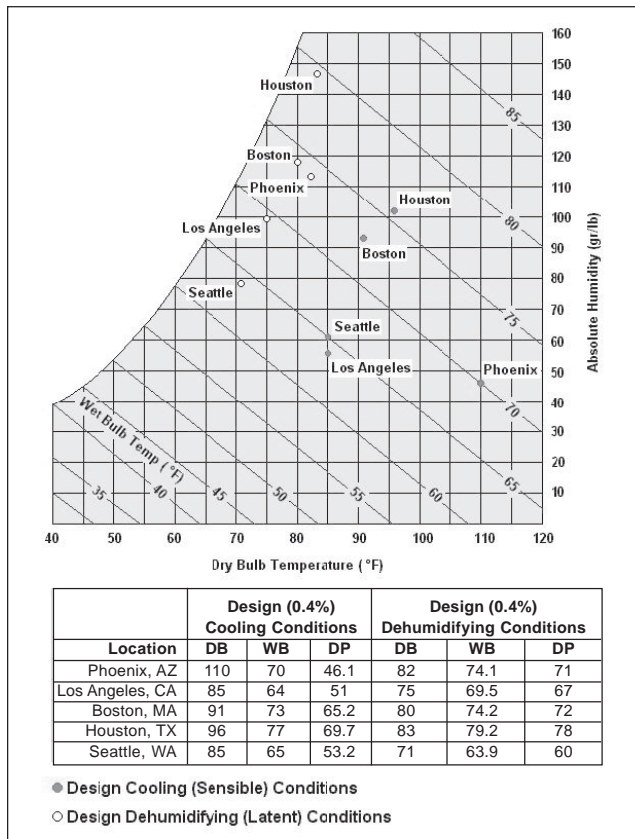 160
150
140
130
120
110
100
90
80
70
60
50
40
30
20
10
Absolute Humidity (gr/lb)
Houston
85
Boston
Phoenix
Houston
80
Los Angeles
Boston
Seattle
Seattle
75
Los Angeles
Phoenix
70
Wet Bulb Temp (°F)
65
35
40
45
50
55
60
40 50 60 70 80 90 100 110 120
Dry Bulb Temperature (°F)
Design (0.4%) Design (0.4%)
Cooling Conditions Dehumidifying Conditions
Location DB WB DP DB WB DP
Phoenix, AZ 110 70 46.1 82 74.1 71
Los Angeles, CA 85 64 51 75 69.5 67
Boston, MA 91 73 65.2 80 74.2 72
Houston, TX 96 77 69.7 83 79.2 78
Seattle, WA 85 65 53.2 71 63.9 60
Design Cooling (Sensible) Conditions
Design Dehumidifying (Latent) Conditions